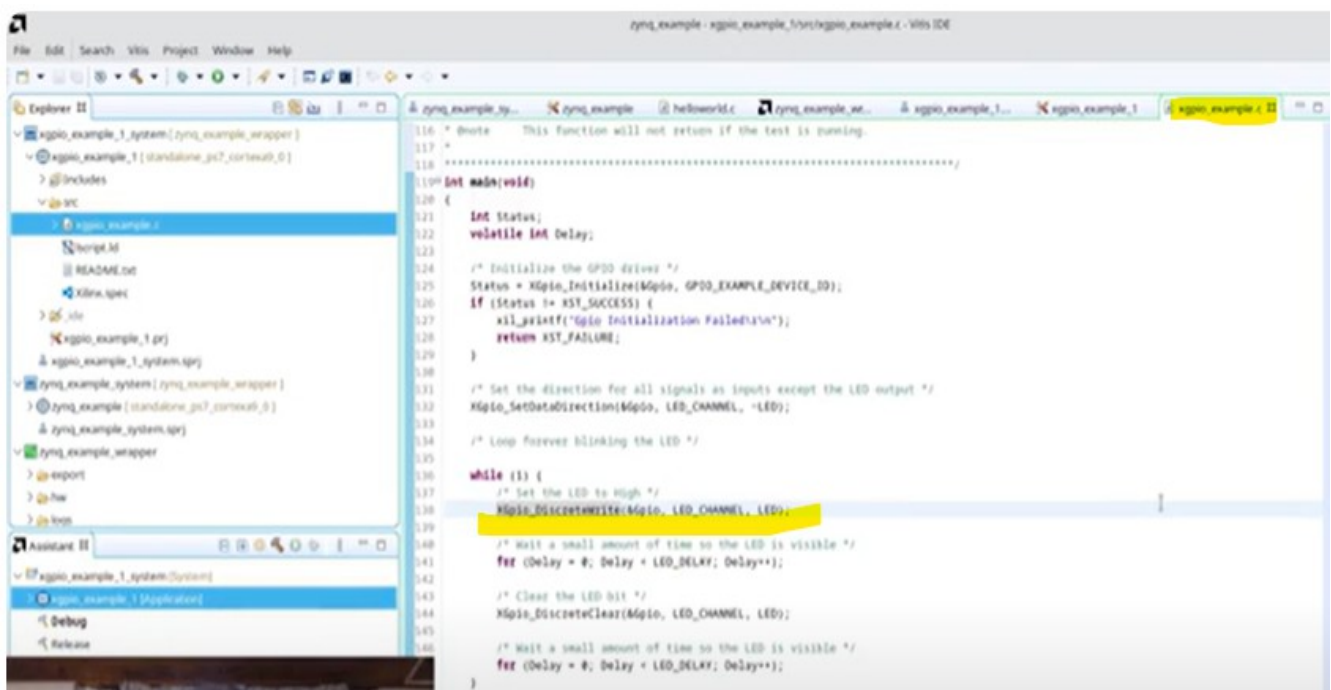 zynq_example - xgpio_example_1/src/xgpio_example.c - Vitis IDE
File Edit Search Vitis Project Window Help
Explorer
zynq_example_sy...
zynq_example
helloworld.c
zynq_example_wr...
xgpio_example_1...
xgpio_example_1
xgpio_example.c
xgpio_example_1_system [ zynq_example_wrapper ]
xgpio_example_1 [ standalone_ps7_cortexa9_0 ]
Includes
src
xgpio_example.c
lscript.ld
README.txt
Xilinx.spec
_ide
xgpio_example_1.prj
xgpio_example_1_system.sprj
zynq_example_system [ zynq_example_wrapper ]
zynq_example [ standalone_ps7_cortexa9_0 ]
zynq_example_system.sprj
zynq_example_wrapper
export
hw
logs
Assistant
xgpio_example_1_system [System]
xgpio_example_1 [Application]
Debug
Release
116 * @note This function will not return if the test is running.
117 *
118 ******************************************************************************/
119 int main(void)
120 {
121 int Status;
122 volatile int Delay;
123
124 /* Initialize the GPIO driver */
125 Status = XGpio_Initialize(&Gpio, GPIO_EXAMPLE_DEVICE_ID);
126 if (Status != XST_SUCCESS) {
127 xil_printf("Gpio Initialization Failed\r\n");
128 return XST_FAILURE;
129 }
130
131 /* Set the direction for all signals as inputs except the LED output */
132 XGpio_SetDataDirection(&Gpio, LED_CHANNEL, ~LED);
133
134 /* Loop forever blinking the LED */
135
136 while (1) {
137 /* Set the LED to High */
138 XGpio_DiscreteWrite(&Gpio, LED_CHANNEL, LED);
139
140 /* Wait a small amount of time so the LED is visible */
141 for (Delay = 0; Delay < LED_DELAY; Delay++);
142
143 /* Clear the LED bit */
144 XGpio_DiscreteClear(&Gpio, LED_CHANNEL, LED);
145
146 /* Wait a small amount of time so the LED is visible */
for (Delay = 0; Delay < LED_DELAY; Delay++);
}